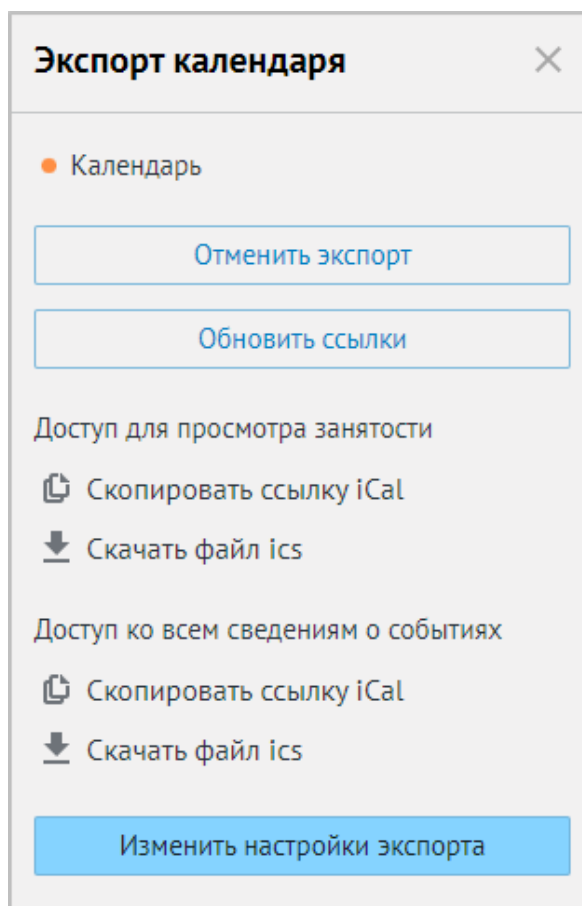 Экспорт календаря
Календарь
Отменить экспорт
Обновить ссылки
Доступ для просмотра занятости
Скопировать ссылку iCal
Скачать файл ics
Доступ ко всем сведениям о событиях
Скопировать ссылку iCal
Скачать файл ics
Изменить настройки экспорта